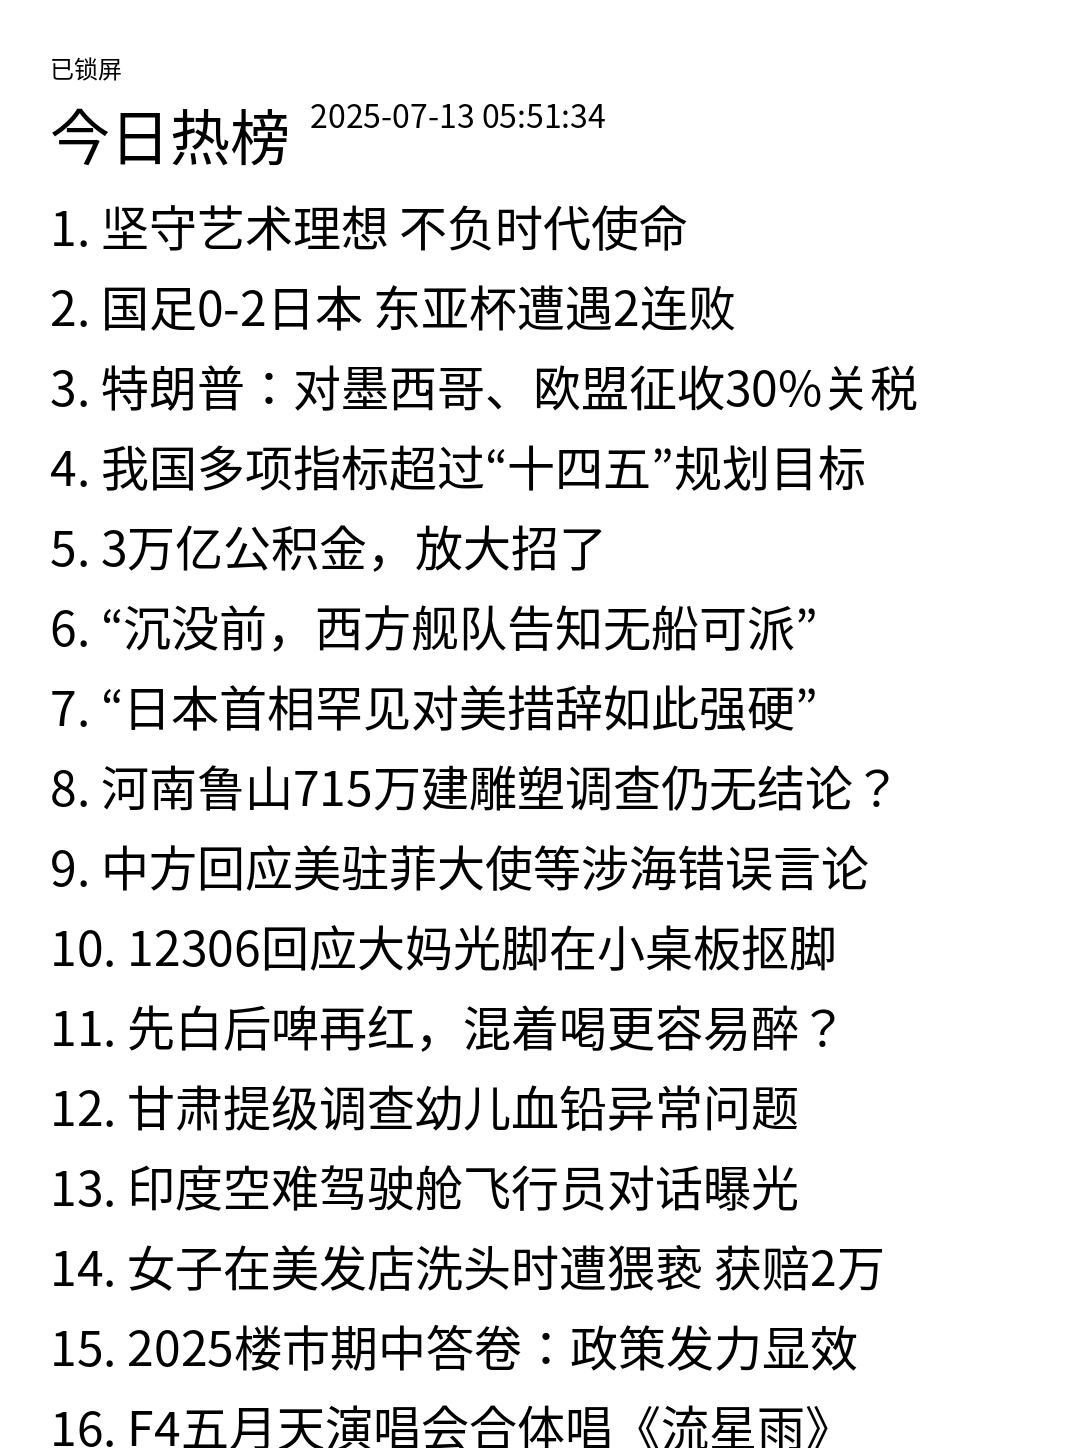 已锁屏
今日热榜 2025-07-13 05:51:34
1. 坚守艺术理想 不负时代使命
2. 国足0-2日本 东亚杯遭遇2连败
3. 特朗普：对墨西哥、欧盟征收30%关税
4. 我国多项指标超过“十四五”规划目标
5. 3万亿公积金，放大招了
6. “沉没前，西方舰队告知无船可派”
7. “日本首相罕见对美措辞如此强硬”
8. 河南鲁山715万建雕塑调查仍无结论？
9. 中方回应美驻菲大使等涉海错误言论
10. 12306回应大妈光脚在小桌板抠脚
11. 先白后啤再红，混着喝更容易醉？
12. 甘肃提级调查幼儿血铅异常问题
13. 印度空难驾驶舱飞行员对话曝光
14. 女子在美发店洗头时遭猥亵 获赔2万
15. 2025楼市期中答卷：政策发力显效
16. F4五月天演唱会合体唱《流星雨》